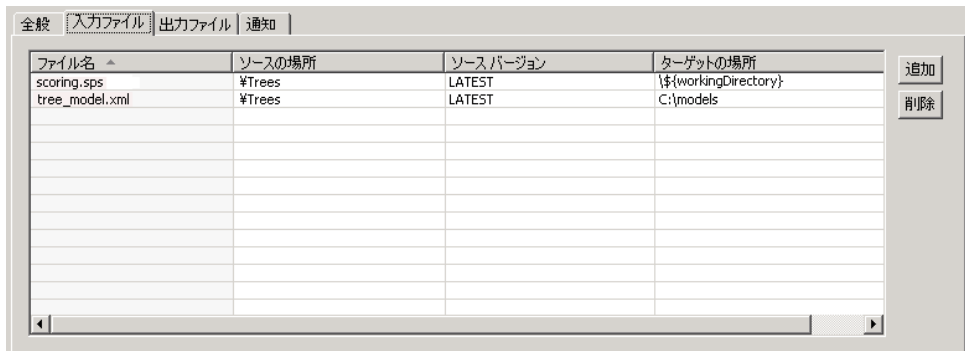 全般 入力ファイル 出力ファイル 通知
ファイル名 ソースの場所 ソース バージョン ターゲットの場所 追加
scoring.sps ¥Trees LATEST \${workingDirectory}
tree_model.xml ¥Trees LATEST C:\models 削除